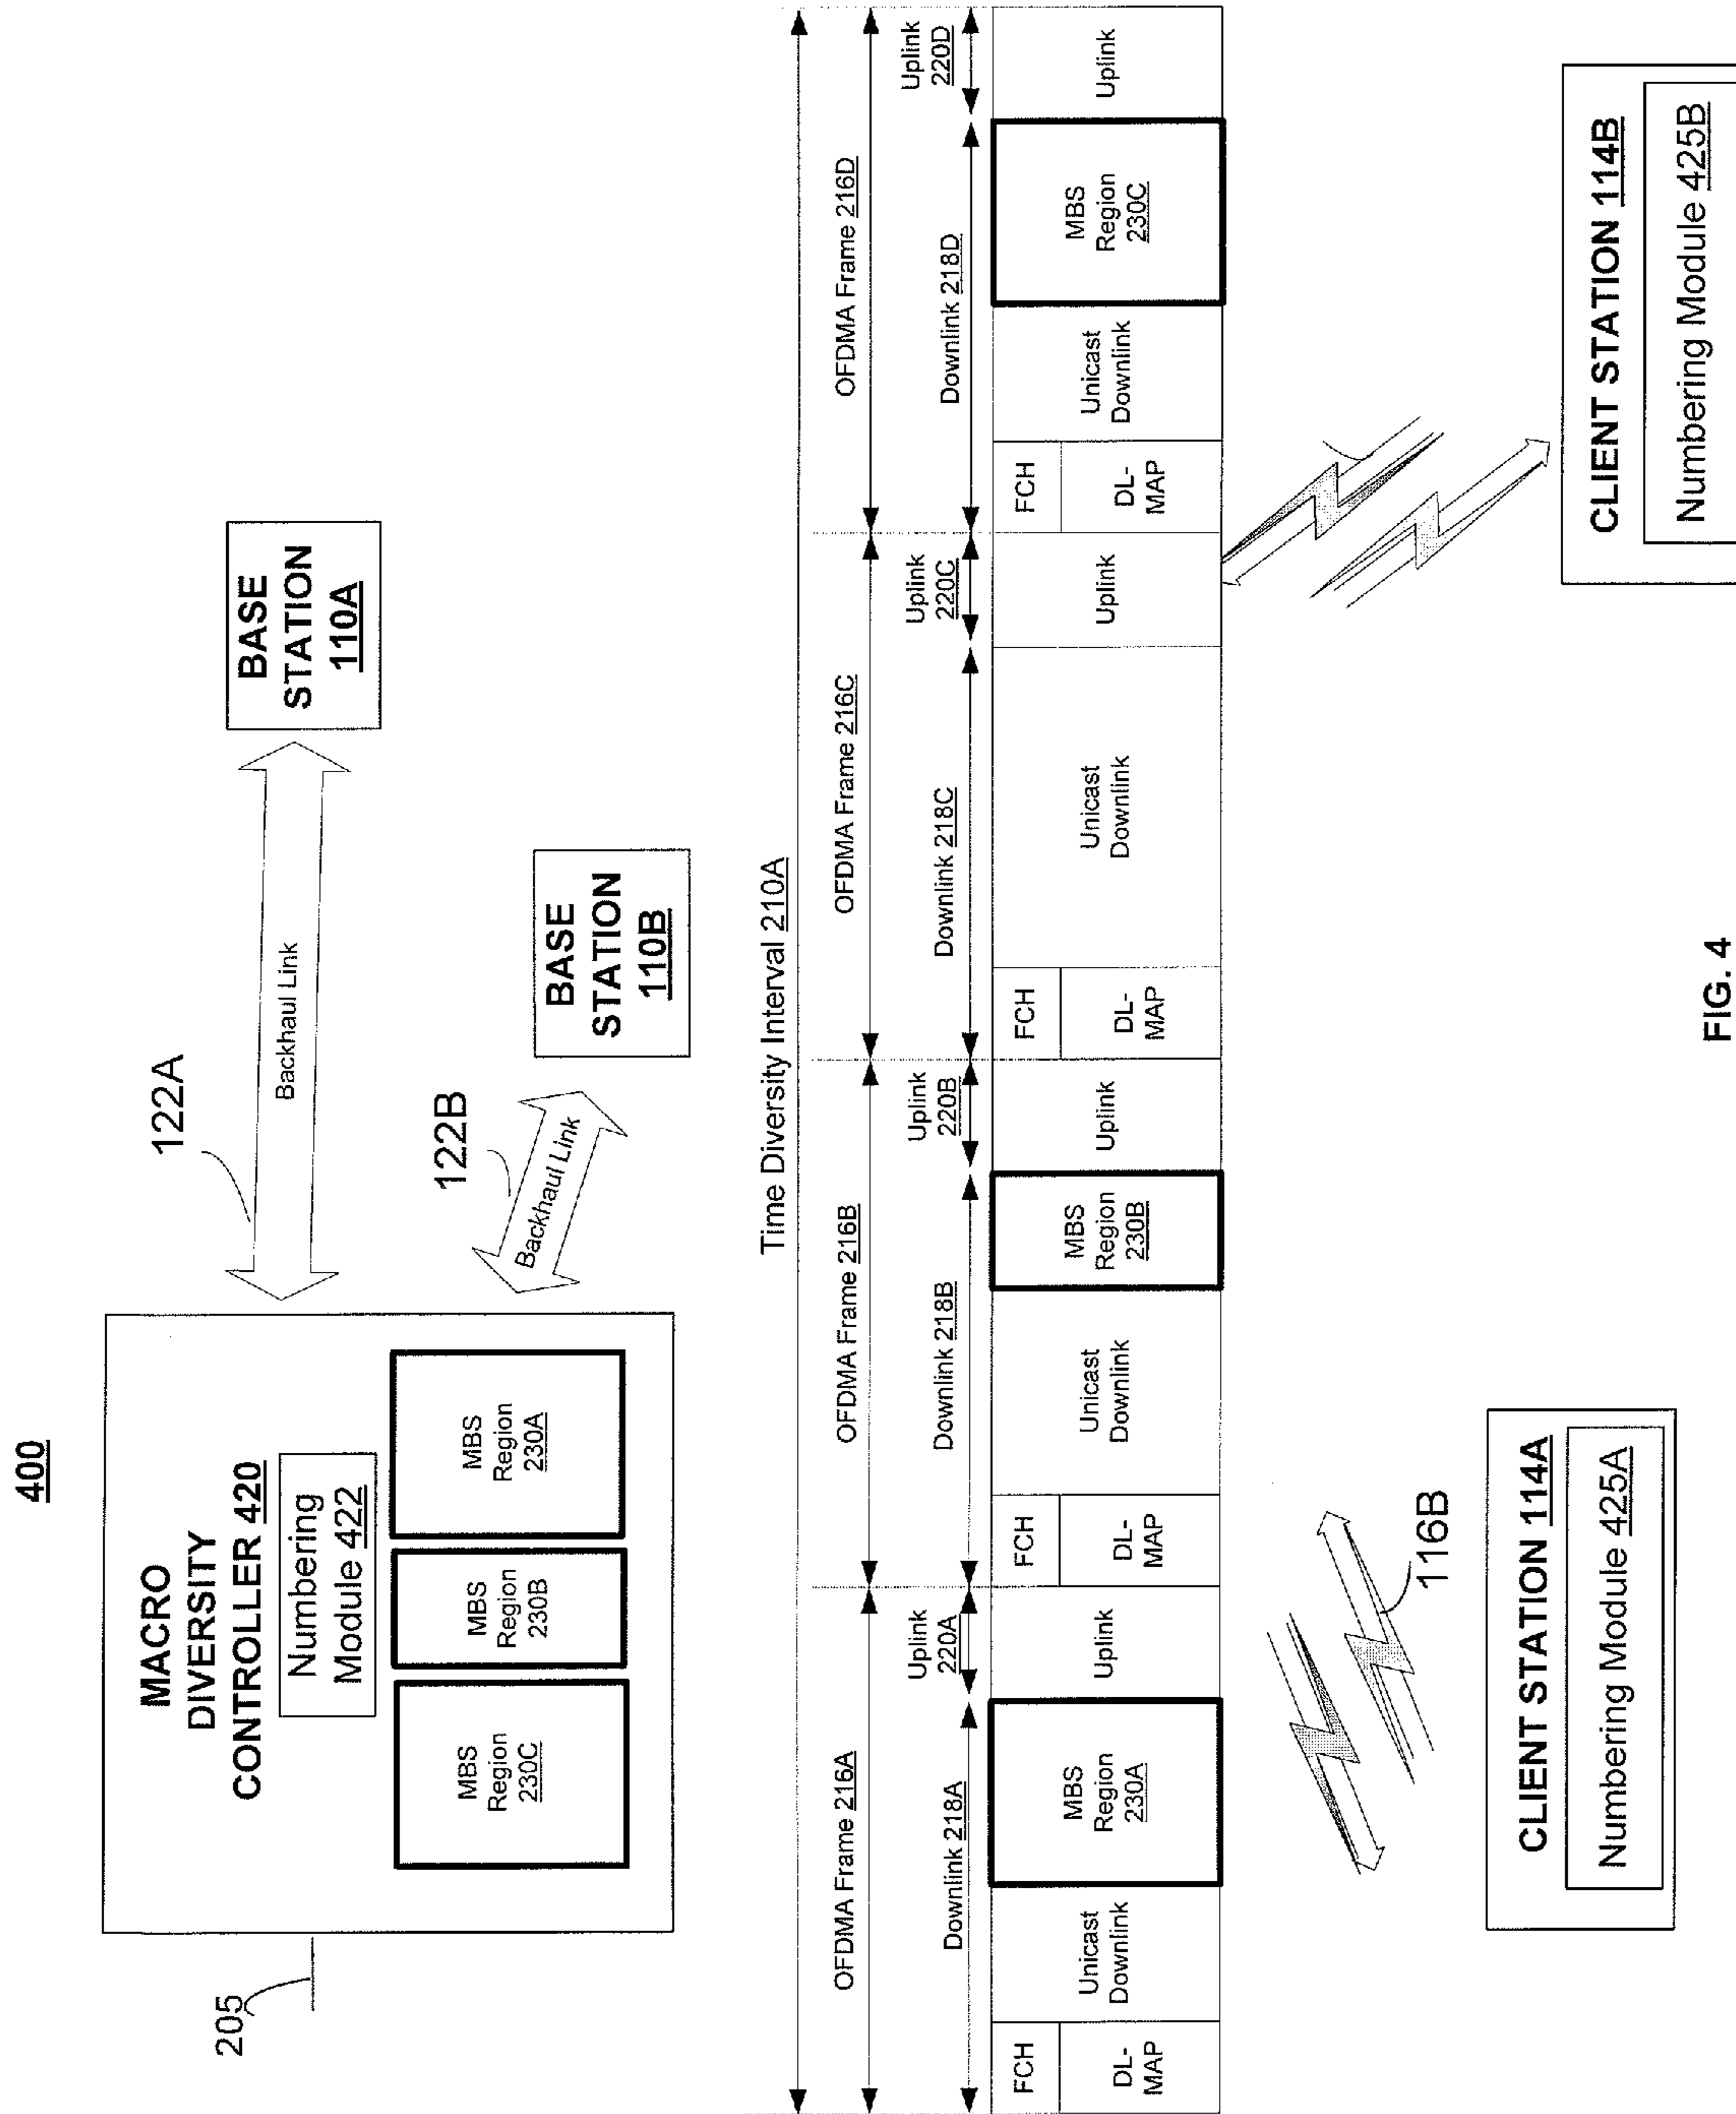 400
MACRO
DIVERSITY
CONTROLLER 420
Numbering
Module 422
MBS
Region
230C
MBS
Region
230B
MBS
Region
230A
205
122A
Backhaul Link
BASE
STATION
110A
122B
Backhaul Link
BASE
STATION
110B
Time Diversity Interval 210A
OFDMA Frame 216A
OFDMA Frame 216B
OFDMA Frame 216C
OFDMA Frame 216D
Downlink 218A
Uplink
220A
Downlink 218B
Uplink
220B
Downlink 218C
Uplink
220C
Downlink 218D
Uplink
220D
FCH
DL-
MAP
Unicast
Downlink
MBS
Region
230A
Uplink
FCH
DL-
MAP
Unicast
Downlink
MBS
Region
230B
Uplink
FCH
DL-
MAP
Unicast
Downlink
Uplink
FCH
DL-
MAP
Unicast
Downlink
MBS
Region
230C
Uplink
116B
CLIENT STATION 114A
Numbering Module 425A
CLIENT STATION 114B
Numbering Module 425B
FIG. 4